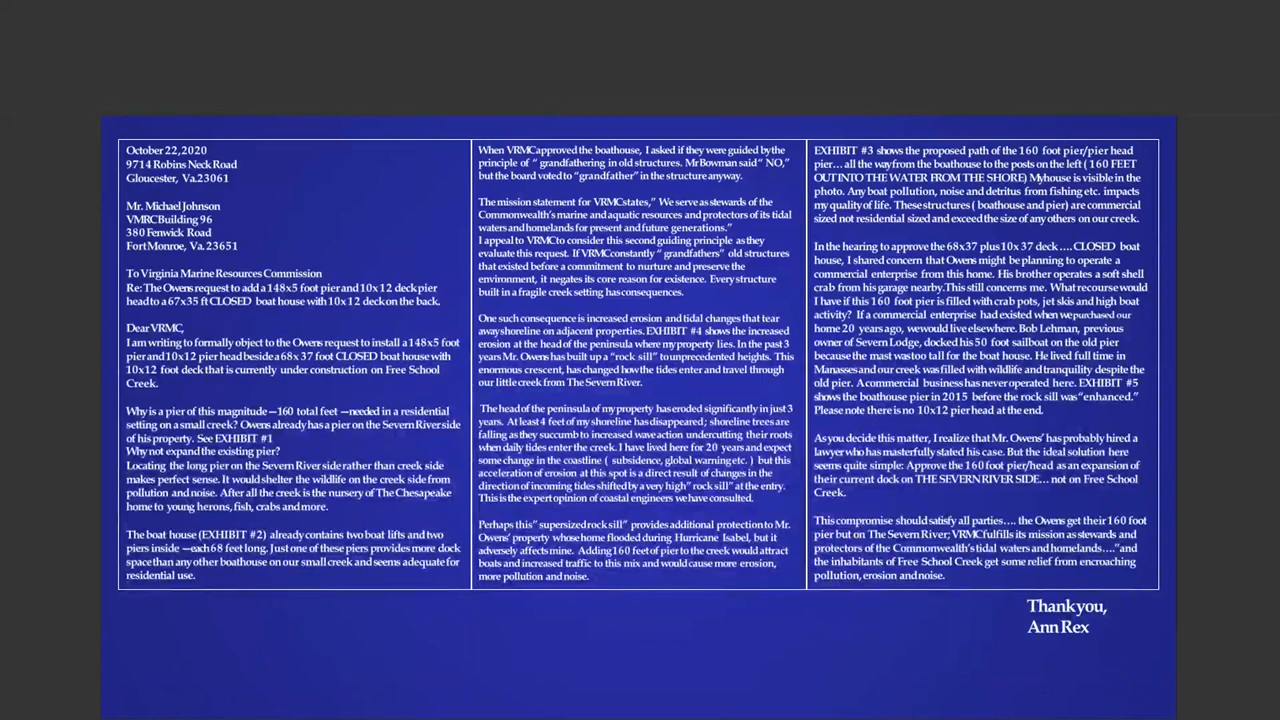 October 22, 2020
9714 Robins Neck Road
Gloucester, Va. 23061
Mr. Michael Johnson
VMRC Building 96
380 Fenwick Road
Fort Monroe, Va. 23651
To Virginia Marine Resources Commission
Re: The Owens request to add a 148x5 foot pier and 10x12 deck pier
head to a 67x35 ft CLOSED boat house with 10x12 deck on the back.
Dear VRMC,
I am writing to formally object to the Owens request to install a 148x5 foot
pier and 10x12 pier head beside a 68x 37 foot CLOSED boat house with
10x12 foot deck that is currently under construction on Free School
Creek.
Why is a pier of this magnitude —160 total feet —needed in a residential
setting on a small creek? Owens already has a pier on the Severn River side
of his property. See EXHIBIT #1
Why not expand the existing pier?
Locating the long pier on the Severn River side rather than creek side
makes perfect sense. It would shelter the wildlife on the creek side from
pollution and noise. After all the creek is the nursery of The Chesapeake
home to young herons, fish, crabs and more.
The boat house (EXHIBIT #2) already contains two boat lifts and two
piers inside —each 68 feet long. Just one of these piers provides more dock
space than any other boathouse on our small creek and seems adequate for
residential use.
When VRMC approved the boathouse, I asked if they were guided by the
principle of " grandfathering in old structures. Mr Bowman said " NO,"
but the board voted to "grandfather" in the structure anyway.
The mission statement for VRMC states," We serve as stewards of the
Commonwealth's marine and aquatic resources and protectors of its tidal
waters and homelands for present and future generations."
I appeal to VRMC to consider this second guiding principle as they
evaluate this request. If VRMC constantly " grandfathers" old structures
that existed before a commitment to nurture and preserve the
environment, it negates its core reason for existence. Every structure
built in a fragile creek setting has consequences.
One such consequence is increased erosion and tidal changes that tear
away shoreline on adjacent properties. EXHIBIT #4 shows the increased
erosion at the head of the peninsula where my property lies. In the past 3
years Mr. Owens has built up a "rock sill" to unprecedented heights. This
enormous crescent, has changed how the tides enter and travel through
our little creek from The Severn River.
The head of the peninsula of my property has eroded significantly in just 3
years. At least 4 feet of my shoreline has disappeared; shoreline trees are
falling as they succumb to increased wave action undercutting their roots
when daily tides enter the creek. I have lived here for 20 years and expect
some change in the coastline ( subsidence, global warning etc. ) but this
acceleration of erosion at this spot is a direct result of changes in the
direction of incoming tides shifted by a very high" rock sill" at the entry.
This is the expert opinion of coastal engineers we have consulted.
Perhaps this" supersized rock sill" provides additional protection to Mr.
Owens' property whose home flooded during Hurricane Isabel, but it
adversely affects mine. Adding 160 feet of pier to the creek would attract
boats and increased traffic to this mix and would cause more erosion,
more pollution and noise.
EXHIBIT #3 shows the proposed path of the 160 foot pier/pier head
pier… all the way from the boathouse to the posts on the left ( 160 FEET
OUT INTO THE WATER FROM THE SHORE) My house is visible in the
photo. Any boat pollution, noise and detritus from fishing etc. impacts
my quality of life. These structures ( boathouse and pier) are commercial
sized not residential sized and exceed the size of any others on our creek.
In the hearing to approve the 68x37 plus 10x 37 deck …. CLOSED boat
house, I shared concern that Owens might be planning to operate a
commercial enterprise from this home. His brother operates a soft shell
crab from his garage nearby. This still concerns me. What recourse would
I have if this 160 foot pier is filled with crab pots, jet skis and high boat
activity? If a commercial enterprise had existed when we purchased our
home 20 years ago, we would live elsewhere. Bob Lehman, previous
owner of Severn Lodge, docked his 50 foot sailboat on the old pier
because the mast was too tall for the boat house. He lived full time in
Manasses and our creek was filled with wildlife and tranquility despite the
old pier. A commercial business has never operated here. EXHIBIT #5
shows the boathouse pier in 2015 before the rock sill was "enhanced."
Please note there is no 10x12 pier head at the end.
As you decide this matter, I realize that Mr. Owens' has probably hired a
lawyer who has masterfully stated his case. But the ideal solution here
seems quite simple: Approve the 160 foot pier/head as an expansion of
their current dock on THE SEVERN RIVER SIDE… not on Free School
Creek.
This compromise should satisfy all parties…. the Owens get their 160 foot
pier but on The Severn River; VRMC fulfills its mission as stewards and
protectors of the Commonwealth's tidal waters and homelands…." and
the inhabitants of Free School Creek get some relief from encroaching
pollution, erosion and noise.
Thank you,
Ann Rex